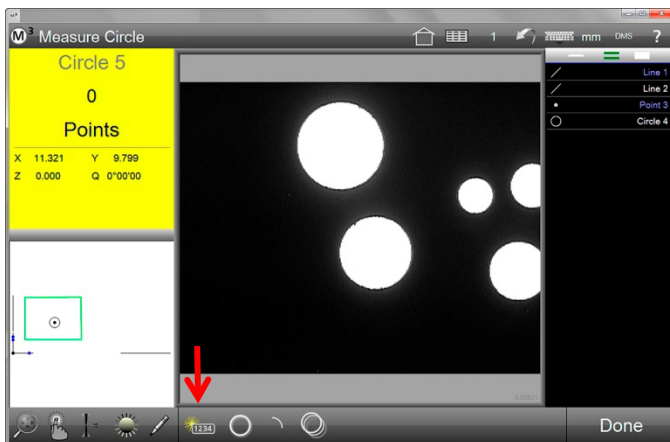 M3 Measure Circle
1 mm DMS ?
Circle 5
0
Points
X 11.321 Y 9.799
Z 0.000 Q 0°00'00
Line 1
Line 2
Point 3
Circle 4
1234
Done